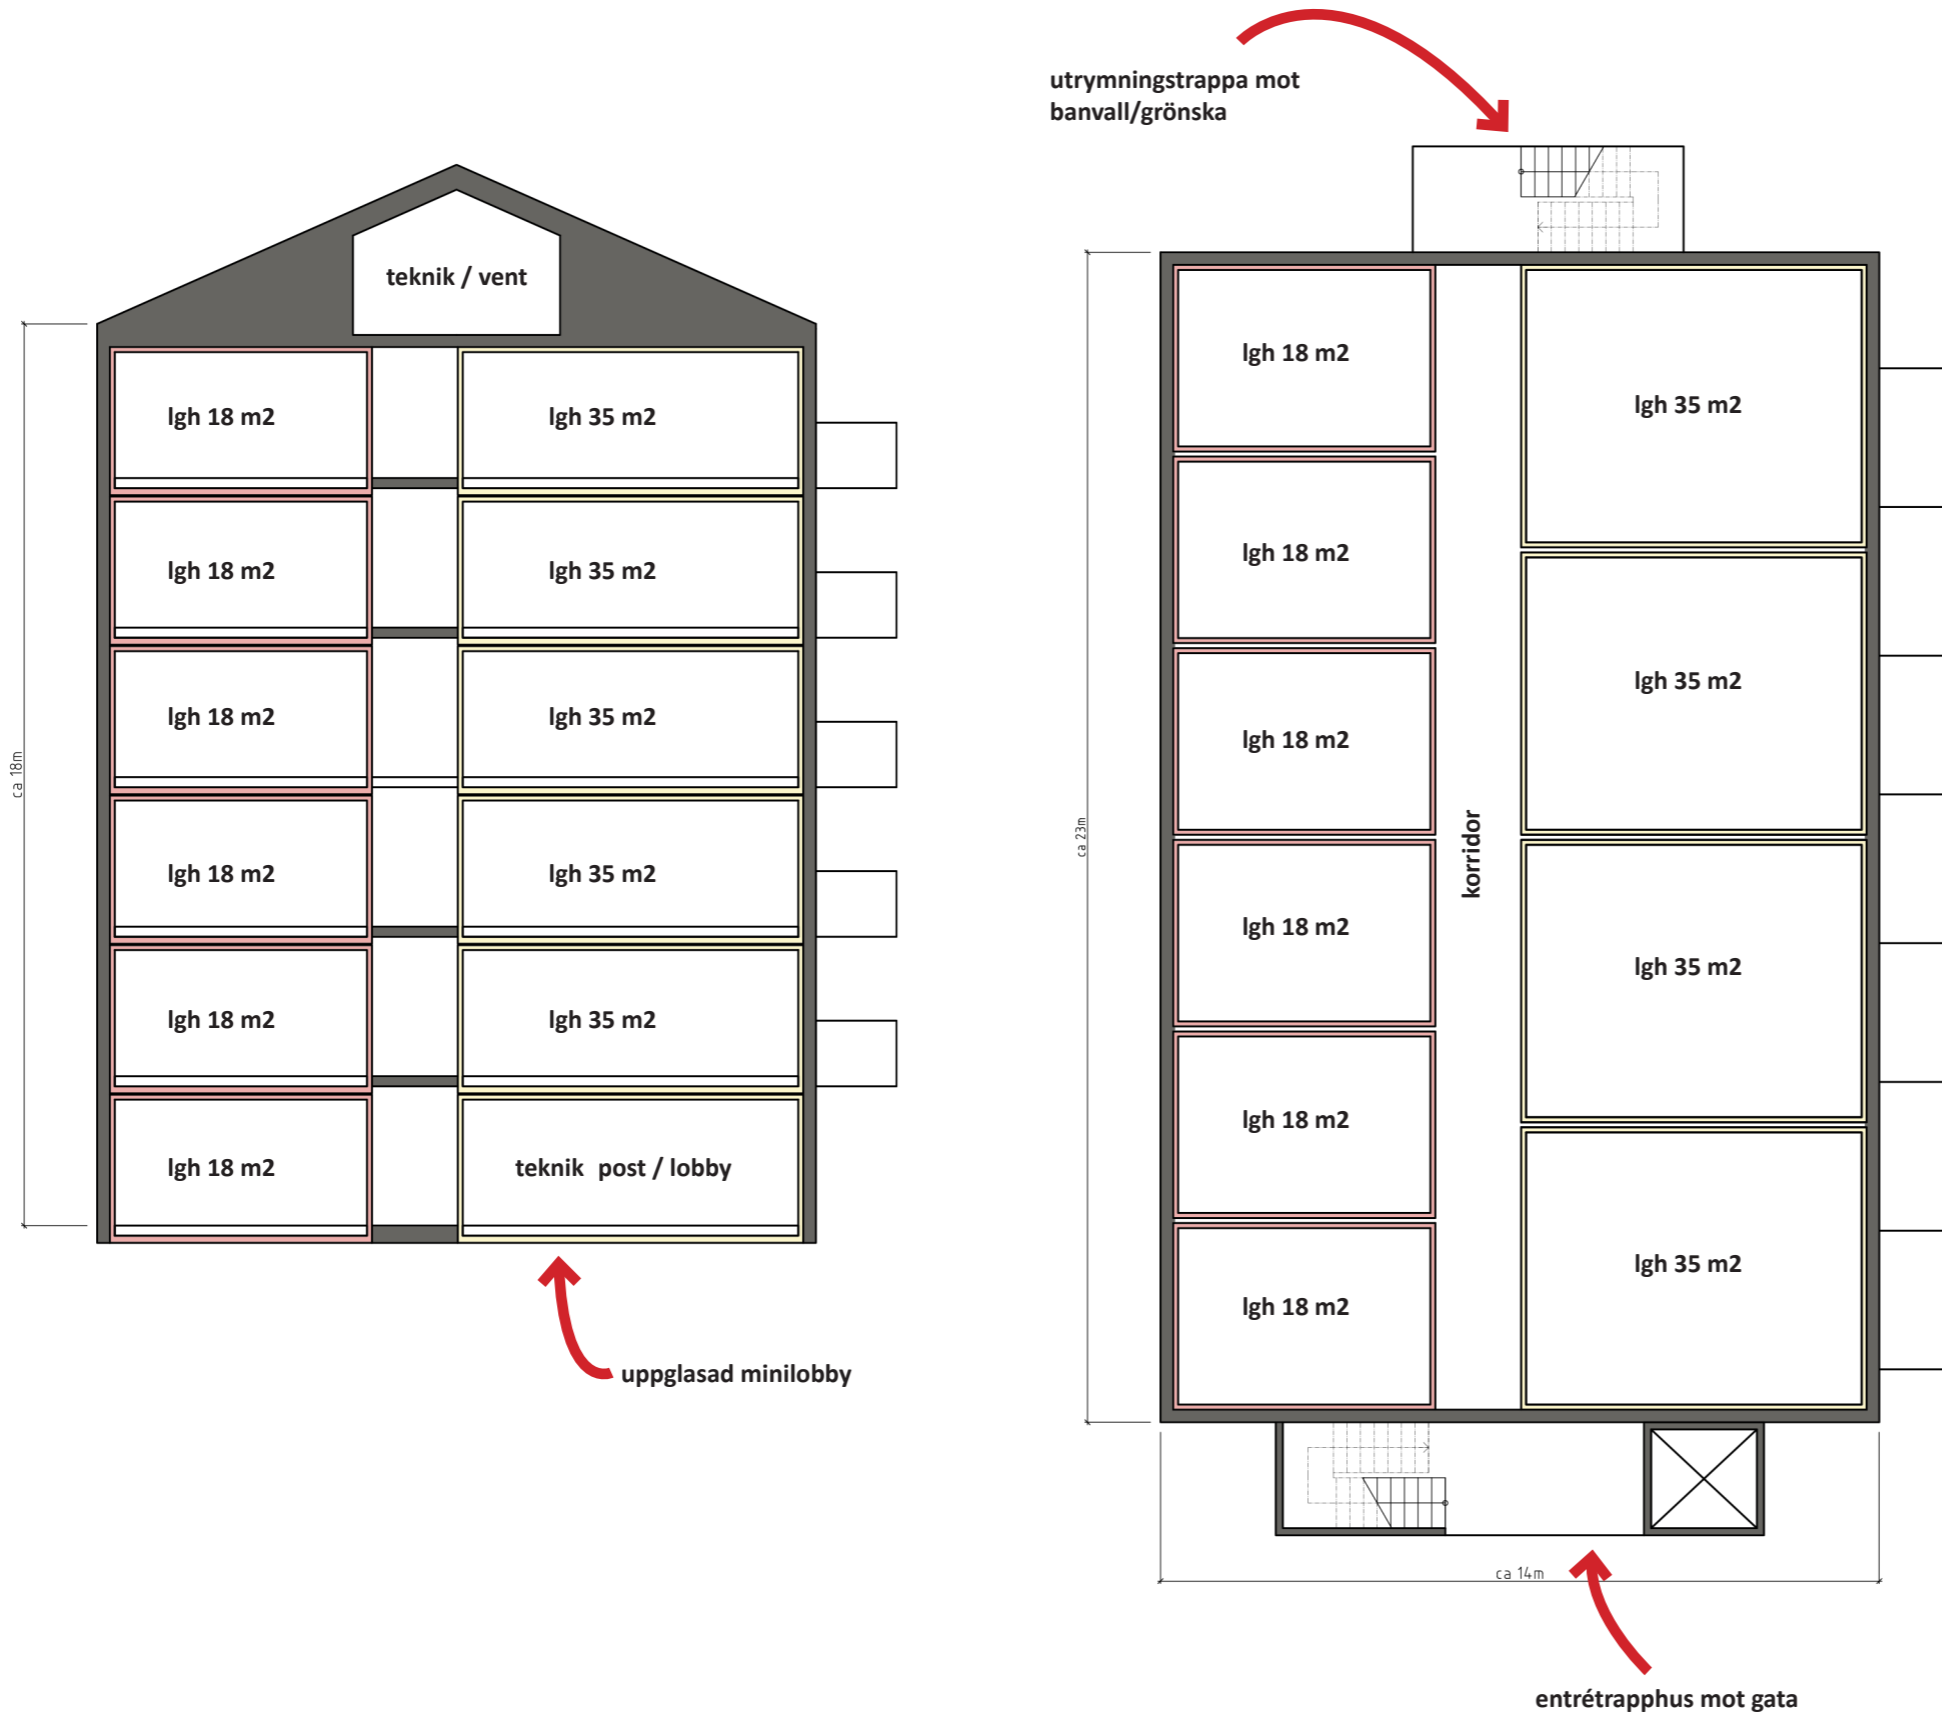 utrymningstrappa mot
banvall/grönska
teknik / vent
lgh 18 m2
lgh 35 m2
lgh 18 m2
lgh 35 m2
lgh 18 m2
lgh 35 m2
lgh 18 m2
lgh 35 m2
lgh 18 m2
lgh 35 m2
lgh 18 m2
teknik  post / lobby
ca 18m
uppglasad minilobby
lgh 18 m2
lgh 18 m2
lgh 18 m2
lgh 18 m2
lgh 18 m2
lgh 18 m2
korridor
lgh 35 m2
lgh 35 m2
lgh 35 m2
lgh 35 m2
ca 23m
ca 14m
entrétrapphus mot gata